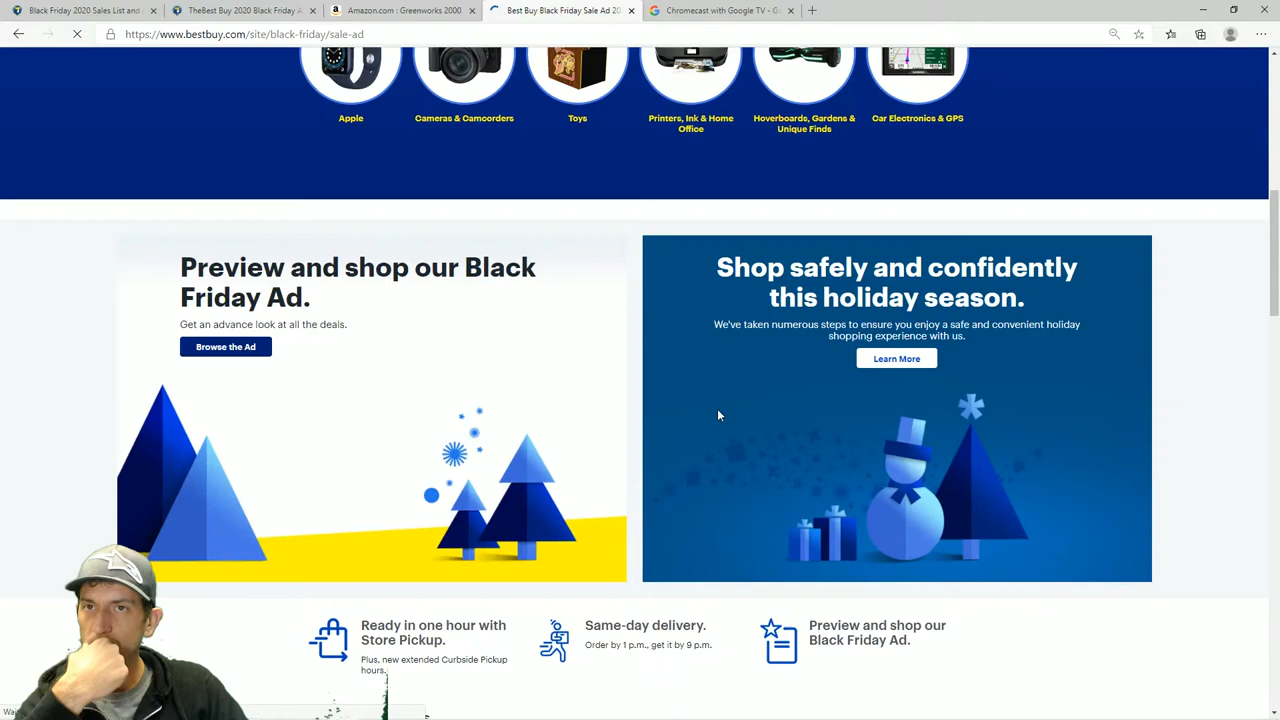 Black Friday 2020 Sales List and
TheBest Buy 2020 Black Friday A
Amazon.com : Greenworks 2000
Best Buy Black Friday Sale Ad 20
Chromecast with Google TV - G
https://www.bestbuy.com/site/black-friday/sale-ad
Apple
Cameras & Camcorders
Toys
Printers, Ink & Home
Office
Hoverboards, Gardens &
Unique Finds
Car Electronics & GPS
Preview and shop our Black
Friday Ad.
Get an advance look at all the deals.
Browse the Ad
Shop safely and confidently
this holiday season.
We've taken numerous steps to ensure you enjoy a safe and convenient holiday
shopping experience with us.
Learn More
Ready in one hour with
Store Pickup.
Plus, new extended Curbside Pickup
hours.
Same-day delivery.
Order by 1 p.m., get it by 9 p.m.
Preview and shop our
Black Friday Ad.